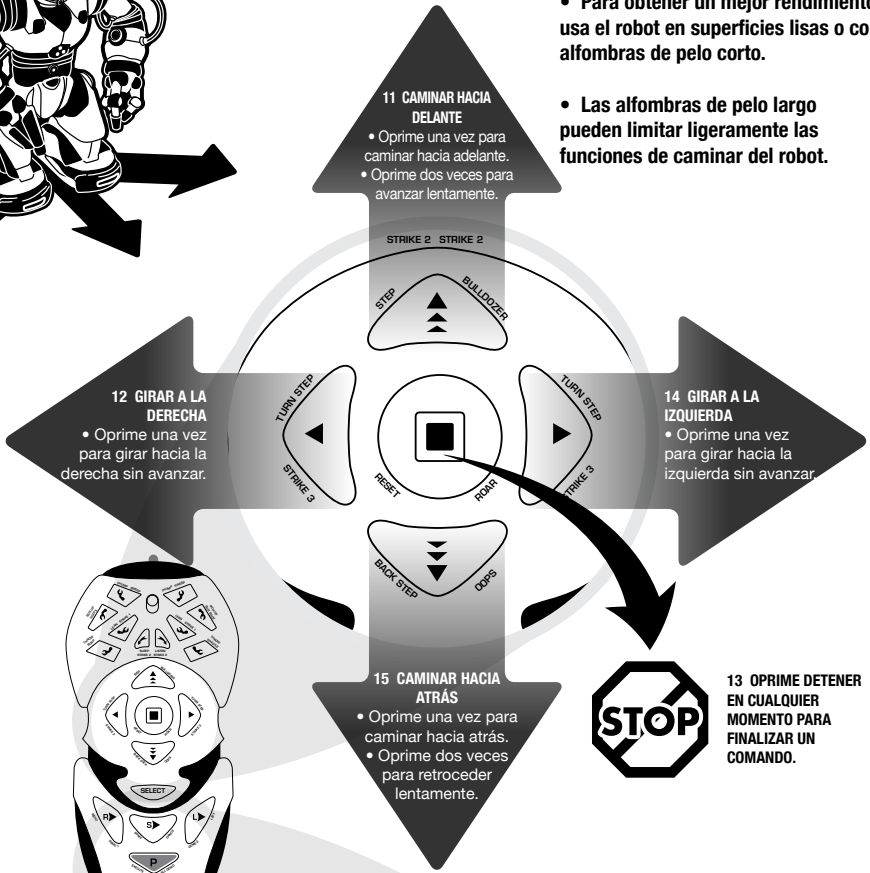 • Para obtener un mejor rendimiento
usa el robot en superficies lisas o co
alfombras de pelo corto.
• Las alfombras de pelo largo
pueden limitar ligeramente las
funciones de caminar del robot.
11 CAMINAR HACIA
DELANTE
• Oprime una vez para
caminar hacia adelante.
• Oprime dos veces para
avanzar lentamente.
STRIKE 2 STRIKE 2
STEP
BULLDOZER
12 GIRAR A LA
DERECHA
• Oprime una vez
para girar hacia la
derecha sin avanzar.
TURN STEP
STRIKE 3
RESET
ROAR
TURN STEP
STRIKE 3
14 GIRAR A LA
IZQUIERDA
• Oprime una vez
para girar hacia la
izquierda sin avanzar.
BACK STEP
OOPS
15 CAMINAR HACIA
ATRÁS
• Oprime una vez para
caminar hacia atrás.
• Oprime dos veces
para retroceder
lentamente.
STOP
13 OPRIME DETENER
EN CUALQUIER
MOMENTO PARA
FINALIZAR UN
COMANDO.
SELECT
R
S
L
P